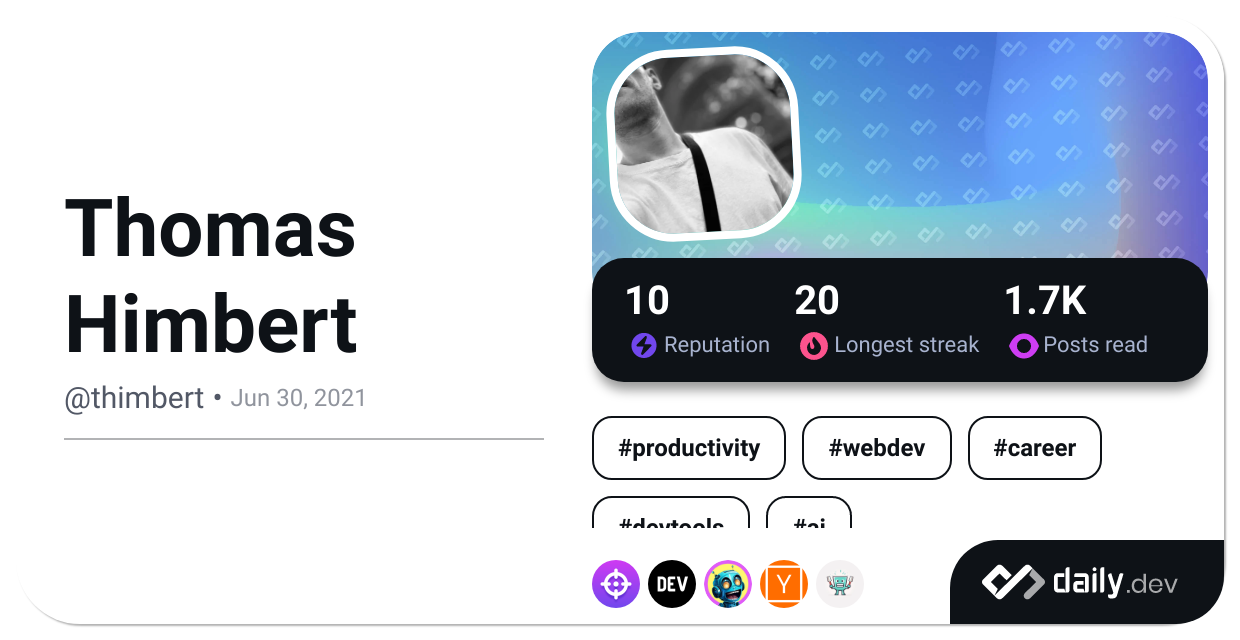 Thomas
Himbert
@thimbert • Jun 30, 2021
10 20 1.7K
Reputation Longest streak Posts read
#productivity #webdev #career
#devtools #ai
DEV Y
daily.dev